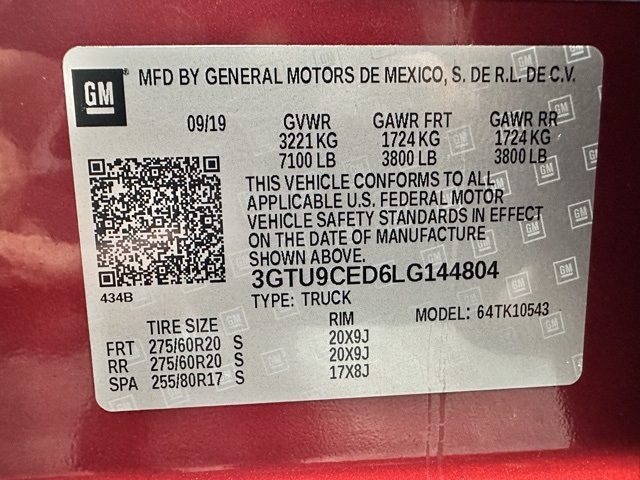 GM
MFD BY GENERAL MOTORS DE MEXICO, S. DE R.L. DE C.V.
09/19 GVWR GAWR FRT GAWR RR
3221 KG 1724 KG 1724 KG
7100 LB 3800 LB 3800 LB
THIS VEHICLE CONFORMS TO ALL
APPLICABLE U.S. FEDERAL MOTOR
VEHICLE SAFETY STANDARDS IN EFFECT
ON THE DATE OF MANUFACTURE
SHOWN ABOVE.
3GTU9CED6LG144804
434B
TYPE: TRUCK
MODEL: 64TK10543
TIRE SIZE RIM
FRT 275/60R20 S 20X9J
RR 275/60R20 S 20X9J
SPA 255/80R17 S 17X8J